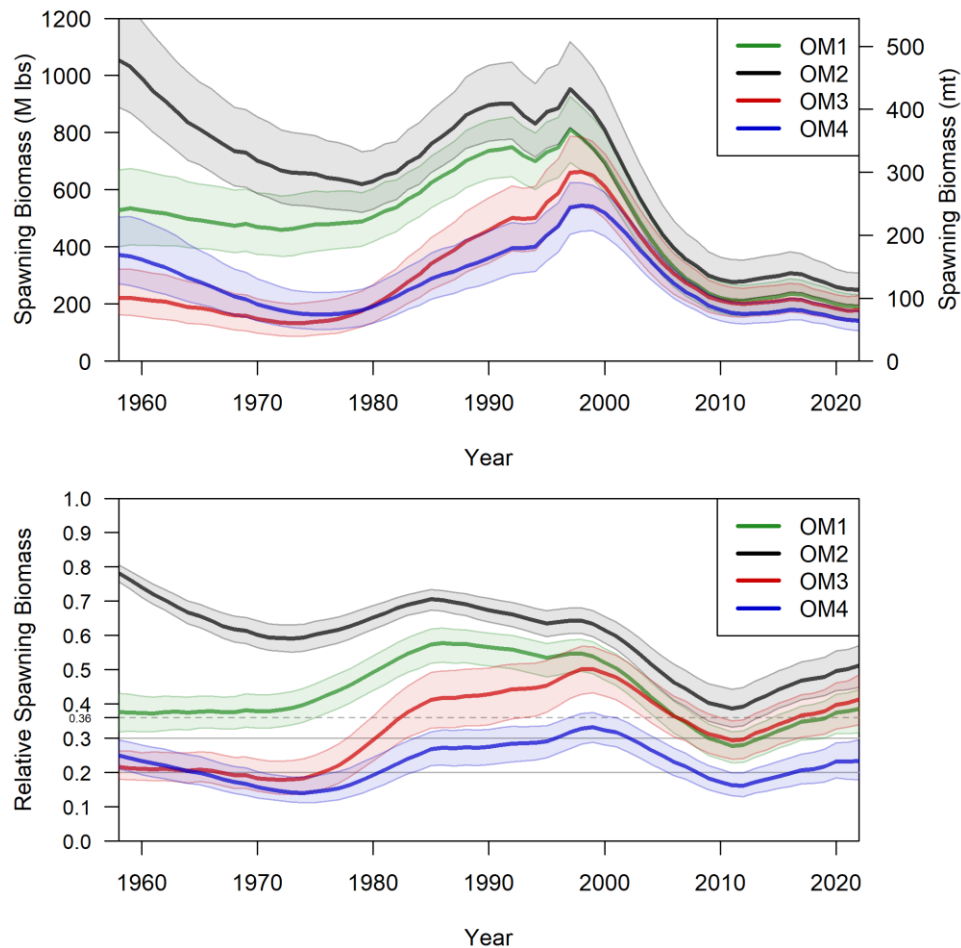 1200
1000
800
600
400
200
0
Spawning Biomass (M lbs)
500
400
300
200
100
0
Spawning Biomass (mt)
OM1
OM2
OM3
OM4
1960 1970 1980 1990 2000 2010 2020
Year
1.0
0.9
0.8
0.7
0.6
0.5
0.4
0.36
0.3
0.2
0.1
0.0
Relative Spawning Biomass
OM1
OM2
OM3
OM4
1960 1970 1980 1990 2000 2010 2020
Year